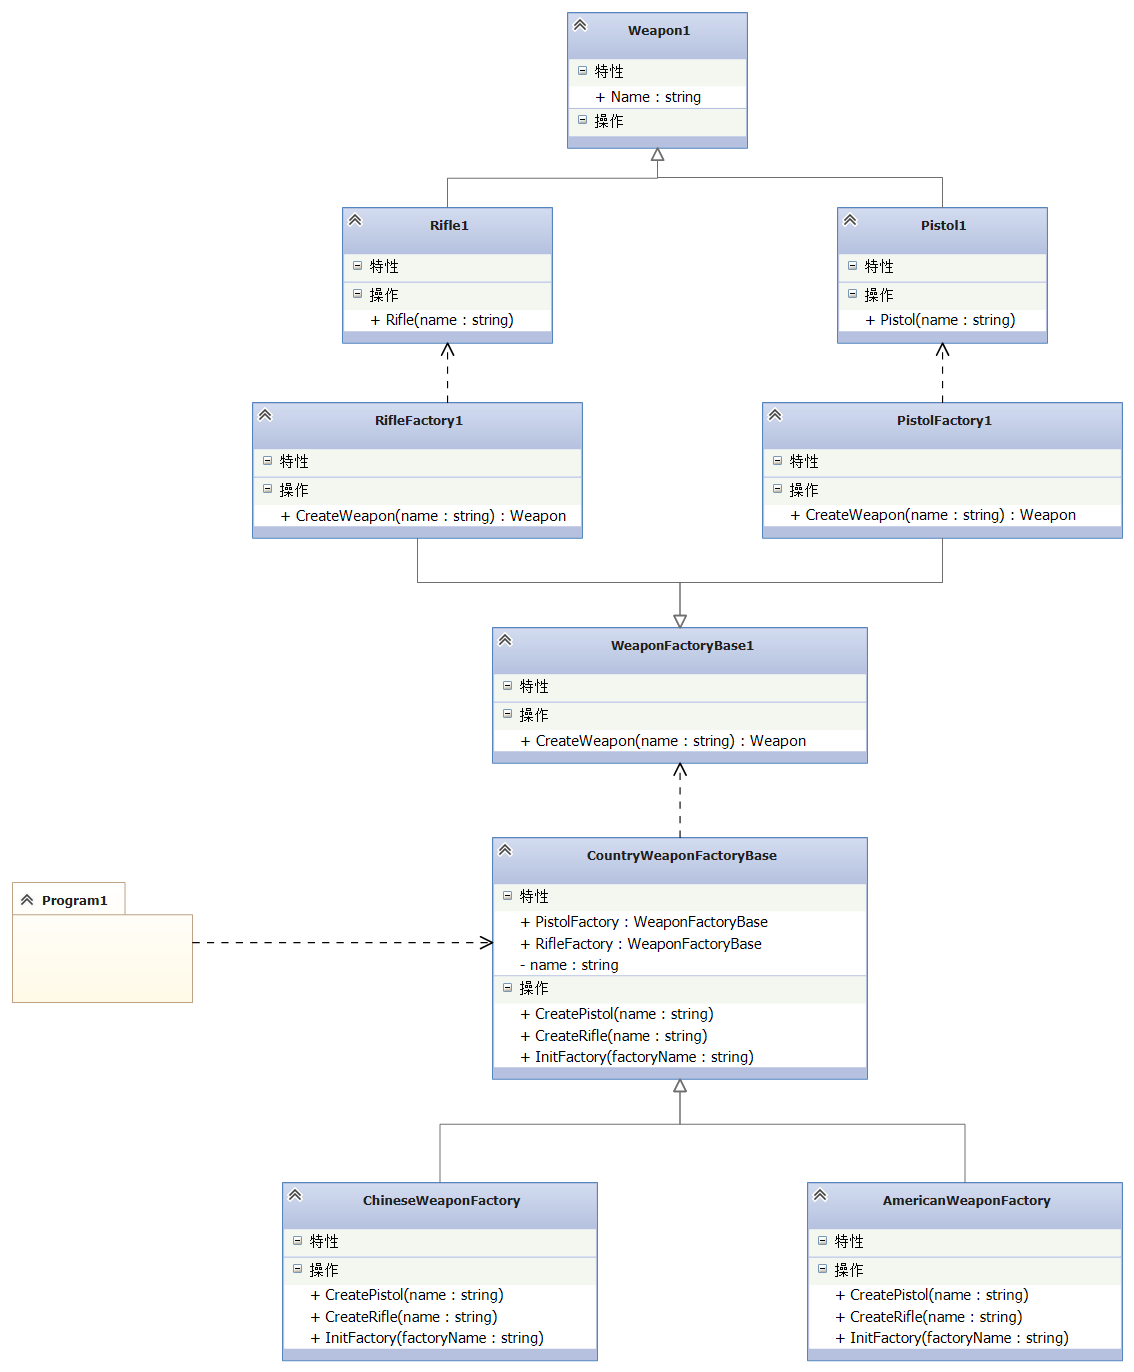 Weapon1
特性
+ Name : string
操作
Rifle1
特性
操作
+ Rifle(name : string)
Pistol1
特性
操作
+ Pistol(name : string)
RifleFactory1
特性
操作
+ CreateWeapon(name : string) : Weapon
PistolFactory1
特性
操作
+ CreateWeapon(name : string) : Weapon
WeaponFactoryBase1
特性
操作
+ CreateWeapon(name : string) : Weapon
Program1
CountryWeaponFactoryBase
特性
+ PistolFactory : WeaponFactoryBase
+ RifleFactory : WeaponFactoryBase
- name : string
操作
+ CreatePistol(name : string)
+ CreateRifle(name : string)
+ InitFactory(factoryName : string)
ChineseWeaponFactory
特性
操作
+ CreatePistol(name : string)
+ CreateRifle(name : string)
+ InitFactory(factoryName : string)
AmericanWeaponFactory
特性
操作
+ CreatePistol(name : string)
+ CreateRifle(name : string)
+ InitFactory(factoryName : string)